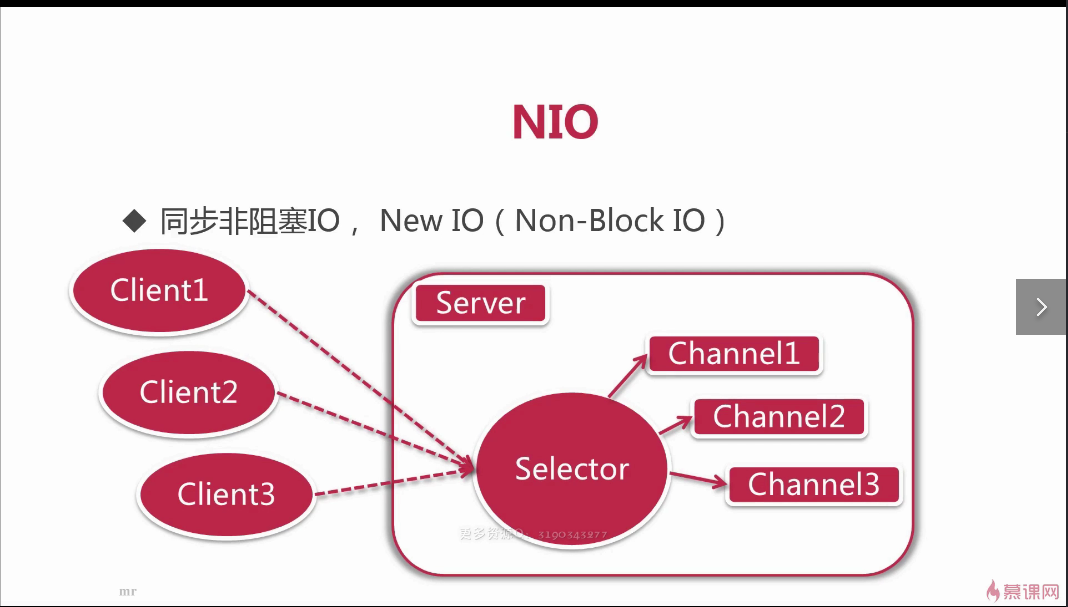 NIO
◆ 同步非阻塞IO， New IO（Non-Block IO）
Client1
Server
Channel1
Client2
Channel2
Selector
Channel3
Client3
更多资源Q：3190343277
mr
慕课网